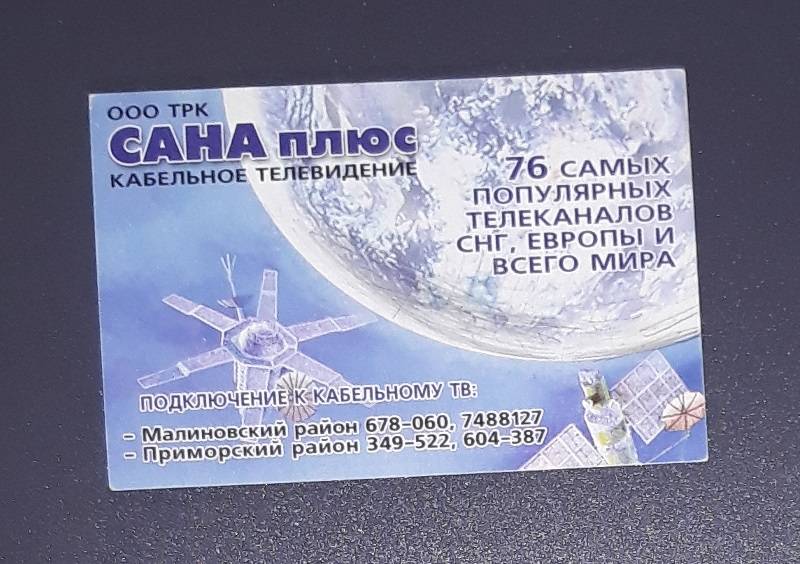 ООО ТРК
САНА плюс
КАБЕЛЬНОЕ ТЕЛЕВИДЕНИЕ
76 САМЫХ
ПОПУЛЯРНЫХ
ТЕЛЕКАНАЛОВ
СНГ, ЕВРОПЫ И
ВСЕГО МИРА
ПОДКЛЮЧЕНИЕ К КАБЕЛЬНОМУ ТВ:
- Малиновский район 678-060, 7488127
- Приморский район 349-522, 604-387